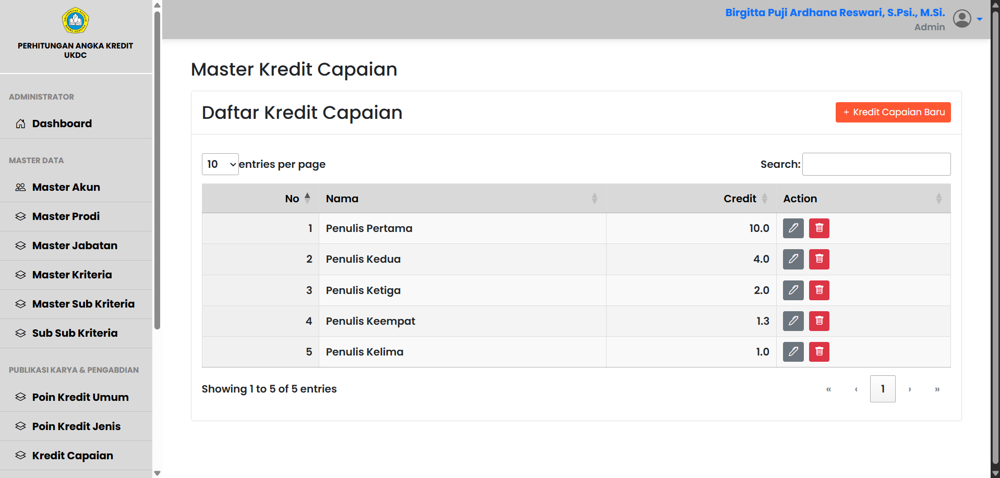 PERHITUNGAN ANGKA KREDIT
UKDC
Birgitta Puji Ardhana Reswari, S.Psi., M.Si.
Admin
ADMINISTRATOR
Dashboard
MASTER DATA
Master Akun
Master Prodi
Master Jabatan
Master Kriteria
Master Sub Kriteria
Sub Sub Kriteria
PUBLIKASI KARYA & PENGABDIAN
Poin Kredit Umum
Poin Kredit Jenis
Kredit Capaian
Master Kredit Capaian
Daftar Kredit Capaian
+ Kredit Capaian Baru
10 entries per page
Search:
No Nama Credit Action
1 Penulis Pertama 10.0
2 Penulis Kedua 4.0
3 Penulis Ketiga 2.0
4 Penulis Keempat 1.3
5 Penulis Kelima 1.0
Showing 1 to 5 of 5 entries
« ‹ 1 › »